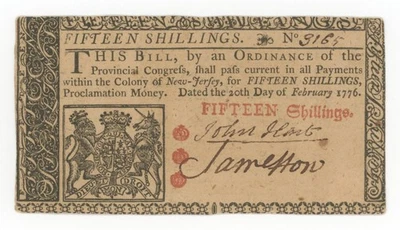 FIFTEEN SHILLINGS. No 3165
THIS BILL, by an ORDINANCE of the
Provincial Congreſs, ſhall paſs current in all Payments
within the Colony of New-Jerſey, for FIFTEEN SHILLINGS,
Proclamation Money. Dated the 20th Day of February 1776.
FIFTEEN Shillings.
John Hart